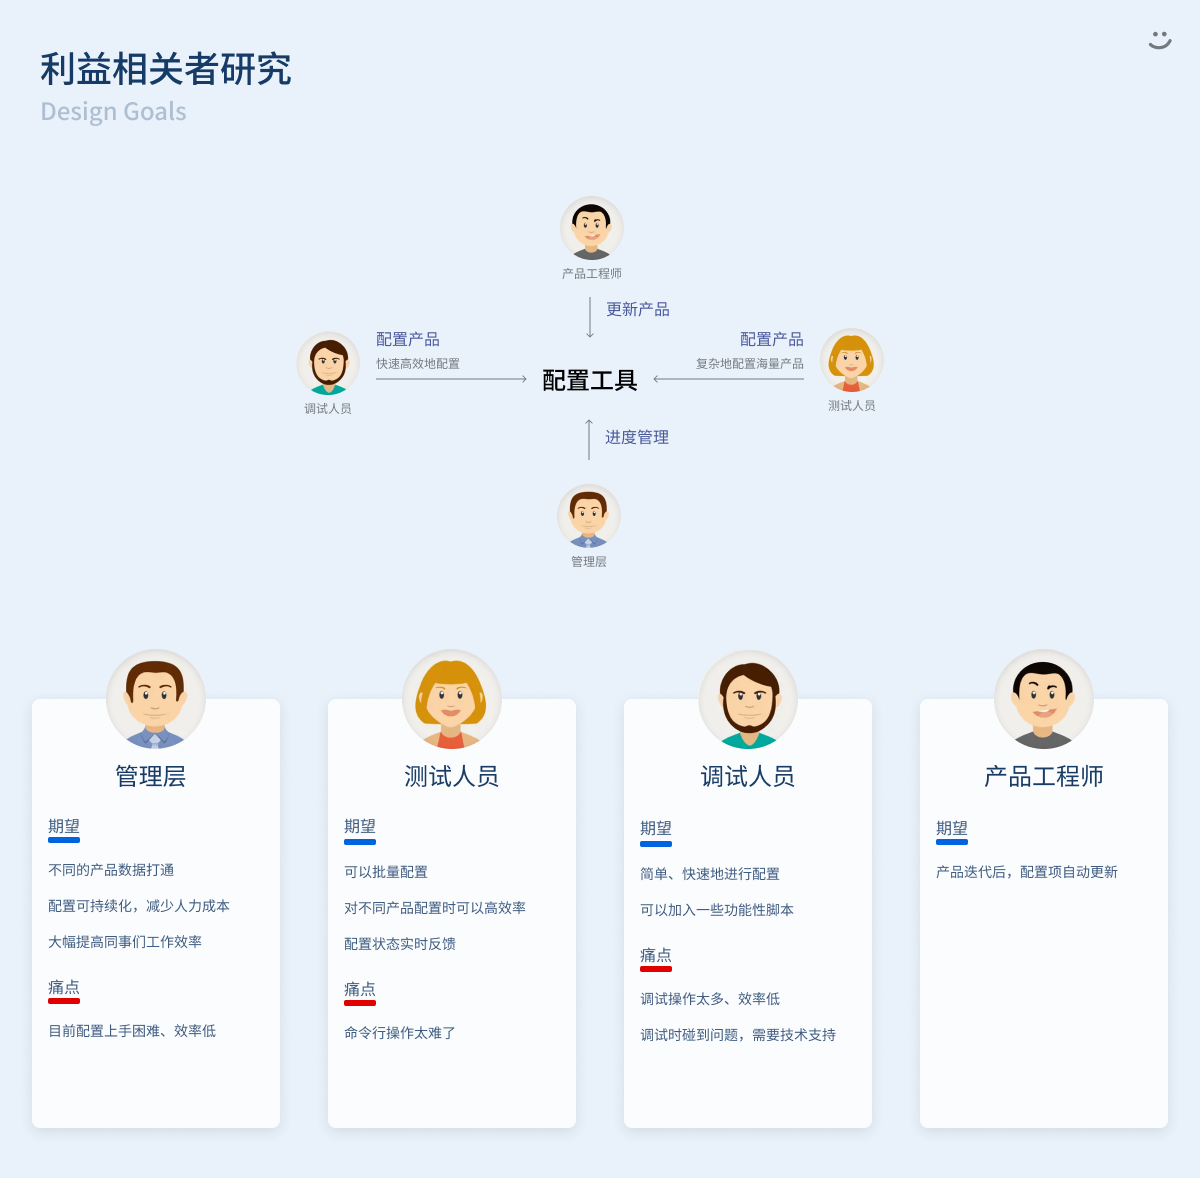 利益相关者研究
Design Goals
产品工程师
更新产品
配置产品
快速高效地配置
调试人员
配置工具
配置产品
复杂地配置海量产品
测试人员
进度管理
管理层
管理层
期望
不同的产品数据打通
配置可持续化，减少人力成本
大幅提高同事们工作效率
痛点
目前配置上手困难、效率低
测试人员
期望
可以批量配置
对不同产品配置时可以高效率
配置状态实时反馈
痛点
命令行操作太难了
调试人员
期望
简单、快速地进行配置
可以加入一些功能性脚本
痛点
调试操作太多、效率低
调试时碰到问题，需要技术支持
产品工程师
期望
产品迭代后，配置项自动更新